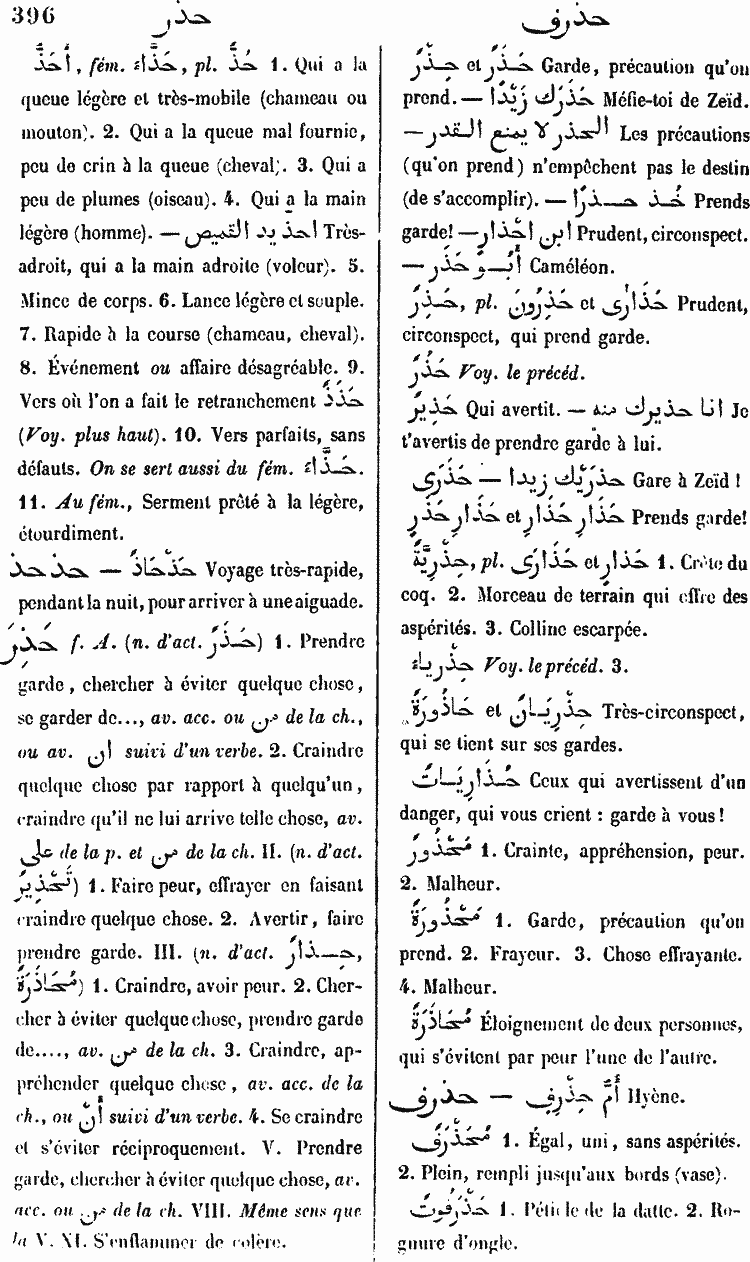 396
حذر
حذرف
أَحَذُّ, fém. حَذَّاءُ, pl. حُذٌّ 1. Qui a la
queue légère et très-mobile (chameau ou
mouton). 2. Qui a la queue mal fournie,
peu de crin à la queue (cheval). 3. Qui a
peu de plumes (oiseau). 4. Qui a la main
légère (homme). — احذ يد القميص Très-
adroit, qui a la main adroite (voleur). 5.
Mince de corps. 6. Lance légère et souple.
7. Rapide à la course (chameau, cheval).
8. Événement ou affaire désagréable. 9.
Vers où l'on a fait le retranchement حَذَذٌ
(Voy. plus haut). 10. Vers parfaits, sans
défauts. On se sert aussi du fém. حَذَّاءُ.
11. Au fém., Serment prêté à la légère,
étourdiment.
حذحذ — حَذْحَاذٌ Voyage très-rapide,
pendant la nuit, pour arriver à une aiguade.
حَذِرَ f. A. (n. d'act. حَذَرٌ) 1. Prendre
garde, chercher à éviter quelque chose,
se garder de..., av. acc. ou من de la ch.,
ou av. ان suivi d'un verbe. 2. Craindre
quelque chose par rapport à quelqu'un,
craindre qu'il ne lui arrive telle chose, av.
على de la p. et من de la ch. II. (n. d'act.
تَحْذِيرٌ) 1. Faire peur, effrayer en faisant
craindre quelque chose. 2. Avertir, faire
prendre garde. III. (n. d'act. حِذَارٌ,
مُحَاذَرَةٌ) 1. Craindre, avoir peur. 2. Cher-
cher à éviter quelque chose, prendre garde
de...., av. من de la ch. 3. Craindre, ap-
préhender quelque chose, av. acc. de la
ch., ou أَنْ suivi d'un verbe. 4. Se craindre
et s'éviter réciproquement. V. Prendre
garde, chercher à éviter quelque chose, av.
acc. ou من de la ch. VIII. Même sens que
la V. XI. S'enflammer de colère.
حِذْرٌ et حَذَرٌ Garde, précaution qu'on
prend. — حَذَرَكَ زَيْدًا Méfie-toi de Zeïd.
— الحذر لا يمنع القدر Les précautions
(qu'on prend) n'empêchent pas le destin
(de s'accomplir). — خُذ حذرًا Prends
garde! — ابن احْذار Prudent, circonspect.
— أَبُو حَذَر Caméléon.
حَذِرٌ, pl. حَذِرُونَ et حَذَارَى Prudent,
circonspect, qui prend garde.
حَذُرٌ Voy. le précéd.
حَذِيرٌ Qui avertit. — انا حذيرك منه Je
t'avertis de prendre garde à lui.
حَذَرَى — حذرَيْك زيدا Gare à Zeïd!
حَذَارِ حَذَارِ et حَذَارِ حَذَرِ Prends garde!
حِذْرِيَّةٌ, pl. حَذَارَى et حَذارٍ 1. Crête du
coq. 2. Morceau de terrain qui offre des
aspérités. 3. Colline escarpée.
حِذْرِياء Voy. le précéd. 3.
حَاذُورَةٌ et حِذْرِيَانٌ Très-circonspect,
qui se tient sur ses gardes.
حُذَارِيَاتٌ Ceux qui avertissent d'un
danger, qui vous crient : garde à vous!
مَحْذُورٌ 1. Crainte, appréhension, peur.
2. Malheur.
مَحْذُورَةٌ 1. Garde, précaution qu'on
prend. 2. Frayeur. 3. Chose effrayante.
4. Malheur.
مُحَاذَرَةٌ Éloignement de deux personnes,
qui s'évitent par peur l'une de l'autre.
حذرف — أُمُّ حِذْرِفٍ Hyène.
مُحَذْرَفٌ 1. Égal, uni, sans aspérités.
2. Plein, rempli jusqu'aux bords (vase).
حَذْرَفُوتٌ 1. Péticle de la datte. 2. Ro-
gnure d'ongle.